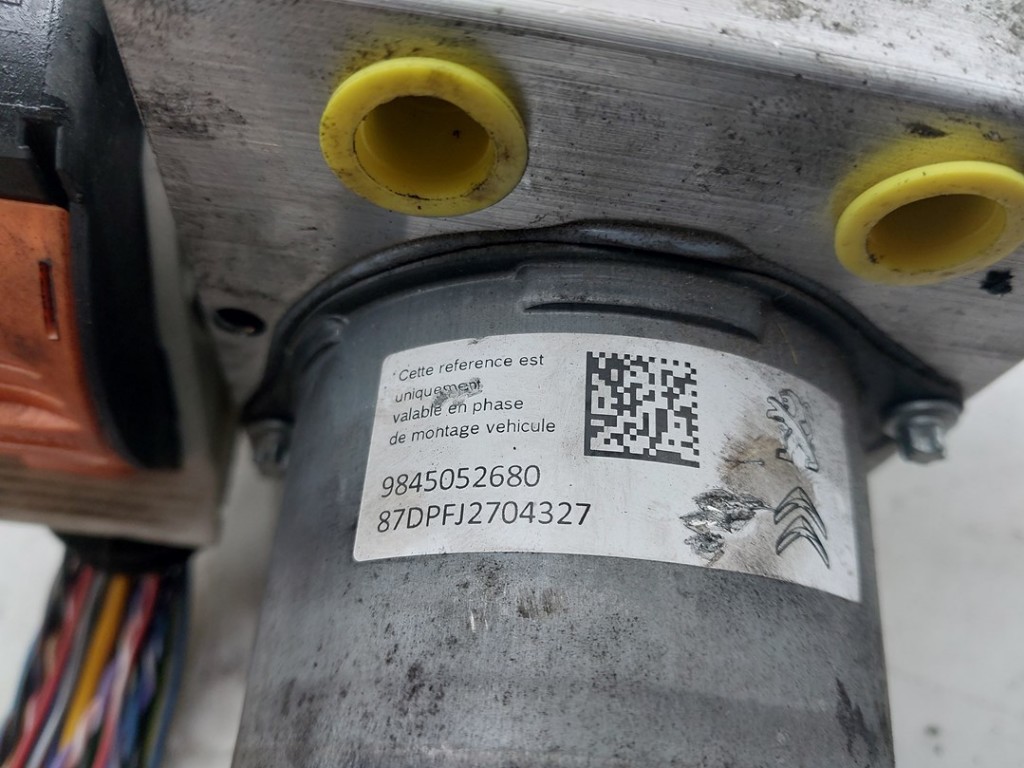 Cette reference est
uniquement
valable en phase
de montage vehicule
9845052680
87DPFJ2704327